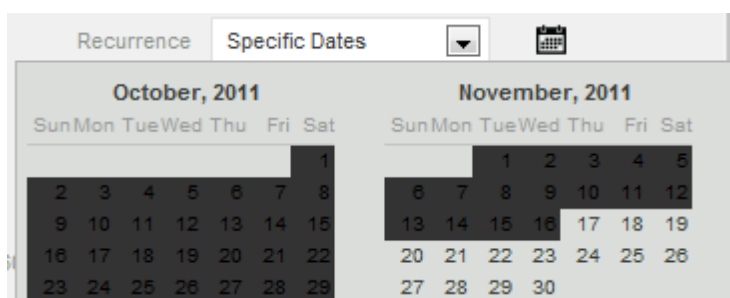 Recurrence Specific Dates
October, 2011 November, 2011
Sun Mon Tue Wed Thu Fri Sat Sun Mon Tue Wed Thu Fri Sat
1 1 2 3 4 5
2 3 4 5 6 7 8 6 7 8 9 10 11 12
9 10 11 12 13 14 15 13 14 15 16 17 18 19
16 17 18 19 20 21 22 20 21 22 23 24 25 26
23 24 25 26 27 28 29 27 28 29 30